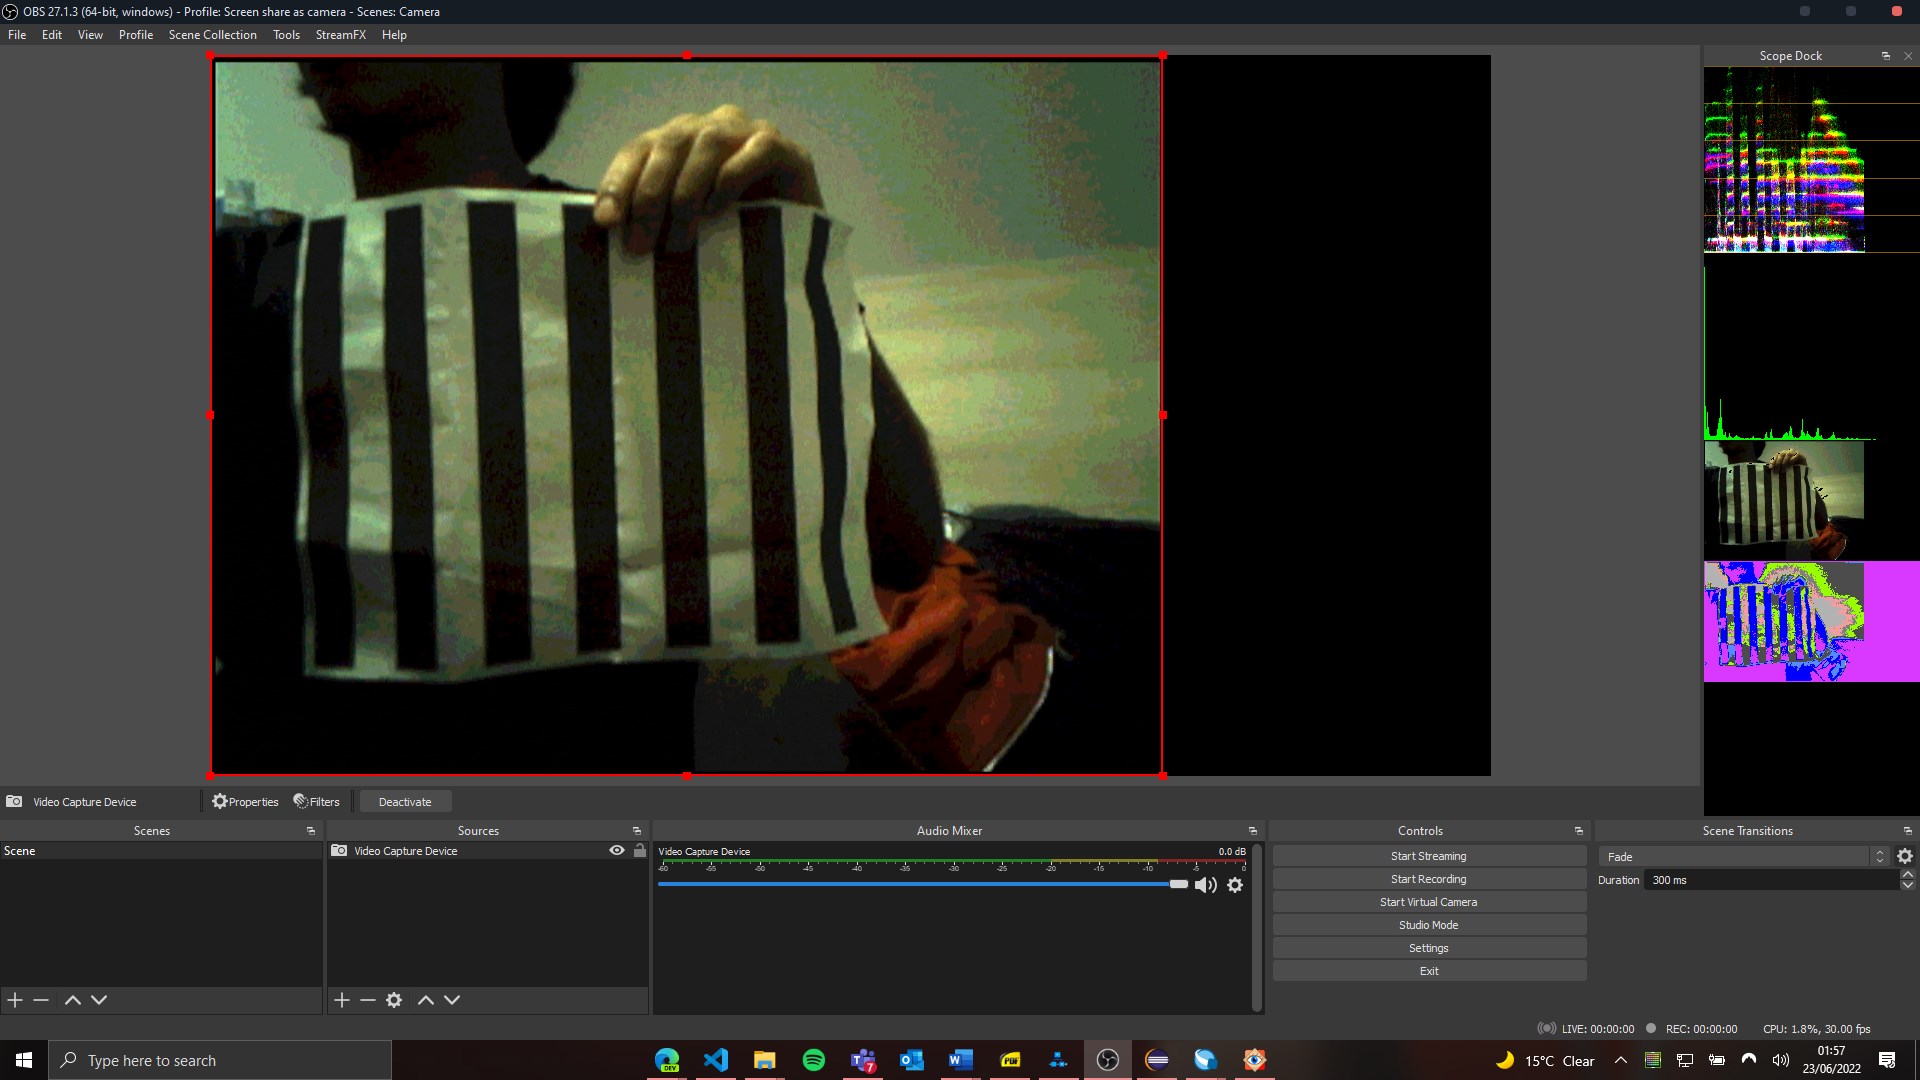 OBS 27.1.3 (64-bit, windows) - Profile: Screen share as camera - Scenes: Camera
File Edit View Profile Scene Collection Tools StreamFX Help
Scope Dock
Video Capture Device Properties Filters Deactivate
Scenes
Scene
Sources
Video Capture Device
Audio Mixer
Video Capture Device 0.0 dB
-60 -55 -50 -45 -40 -35 -30 -25 -20 -15 -10 -5 0
Controls
Start Streaming
Start Recording
Start Virtual Camera
Studio Mode
Settings
Exit
Scene Transitions
Fade
Duration 300 ms
LIVE: 00:00:00 REC: 00:00:00 CPU: 1.8%, 30.00 fps
Type here to search
DEV
7
PDF
15°C Clear
01:57
23/06/2022